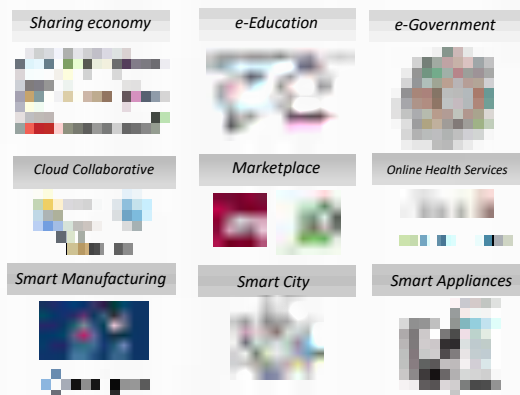 Sharing economy
e-Education
e-Government
Cloud Collaborative
Marketplace
Online Health Services
Smart Manufacturing
Smart City
Smart Appliances